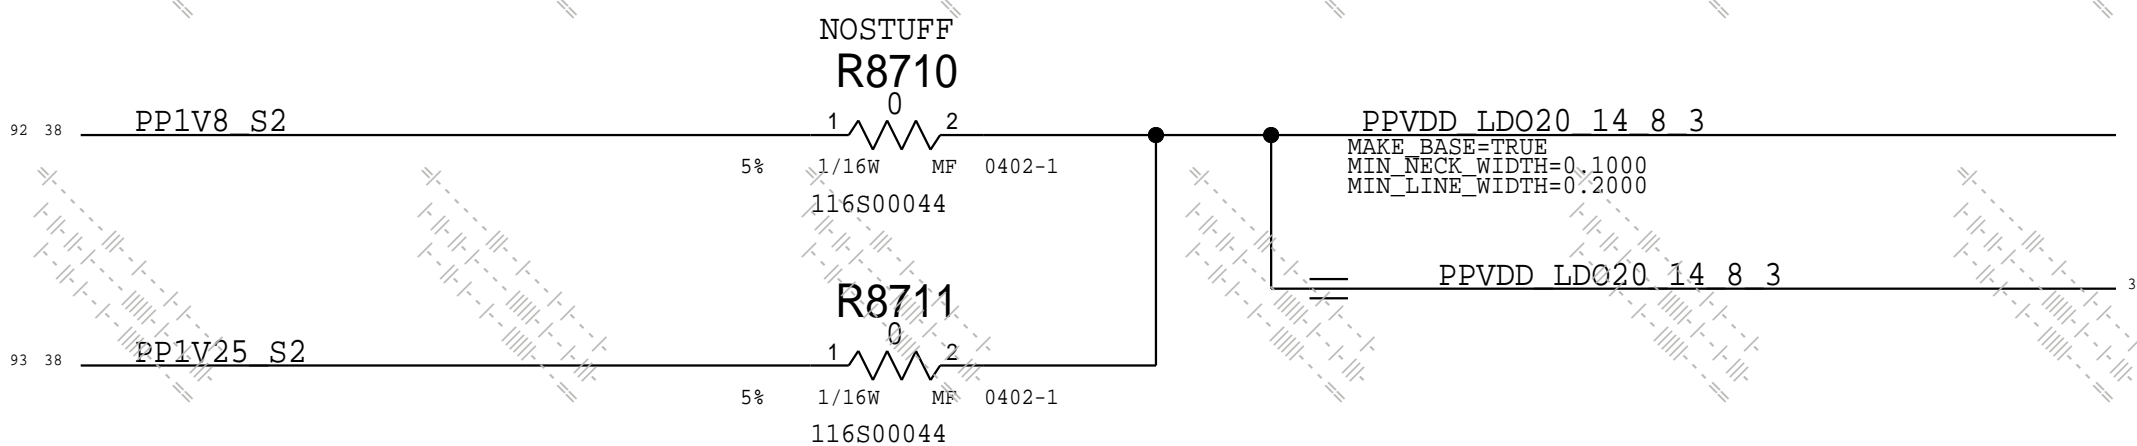 NOSTUFF
R8710
0
92 38 PP1V8_S2 1 2 PPVDD_LDO20_14_8_3
MAKE_BASE=TRUE
5% 1/16W MF 0402-1 MIN_NECK_WIDTH=0.1000
MIN_LINE_WIDTH=0.2000
116S00044
PPVDD_LDO20_14_8_3 3
R8711
0
93 38 PP1V25_S2 1 2
5% 1/16W MF 0402-1
116S00044